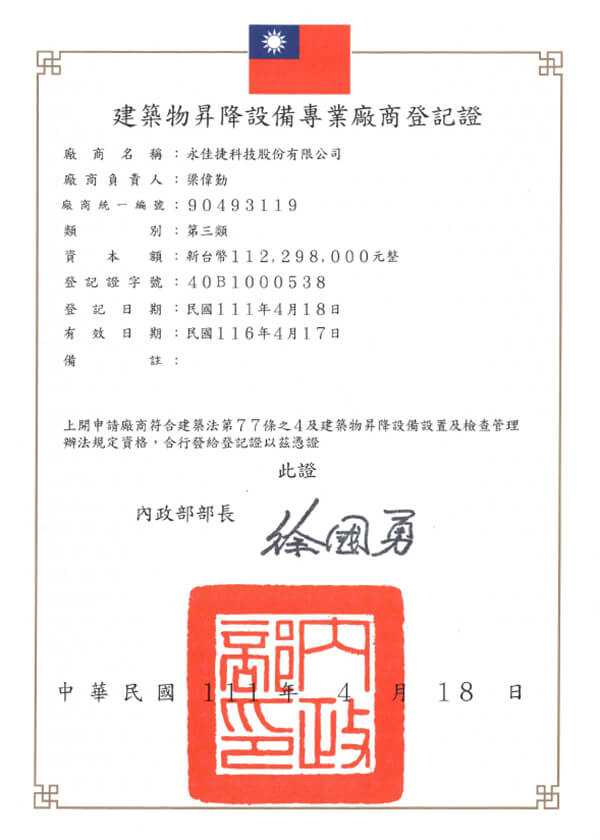 建築物昇降設備專業廠商登記證
廠商名稱：永佳捷科技股份有限公司
廠商負責人：梁偉勤
廠商統一編號：90493119
類別：第三類
資本額：新台幣112,298,000元整
登記證字號：40B1000538
登記日期：民國111年4月18日
有效日期：民國116年4月17日
備註：
上開申請廠商符合建築法第77條之4及建築物昇降設備設置及檢查管理
辦法規定資格，合行發給登記證以茲憑證
此證
內政部部長 徐國勇
內政部印
中華民國 111 年 4 月 18 日